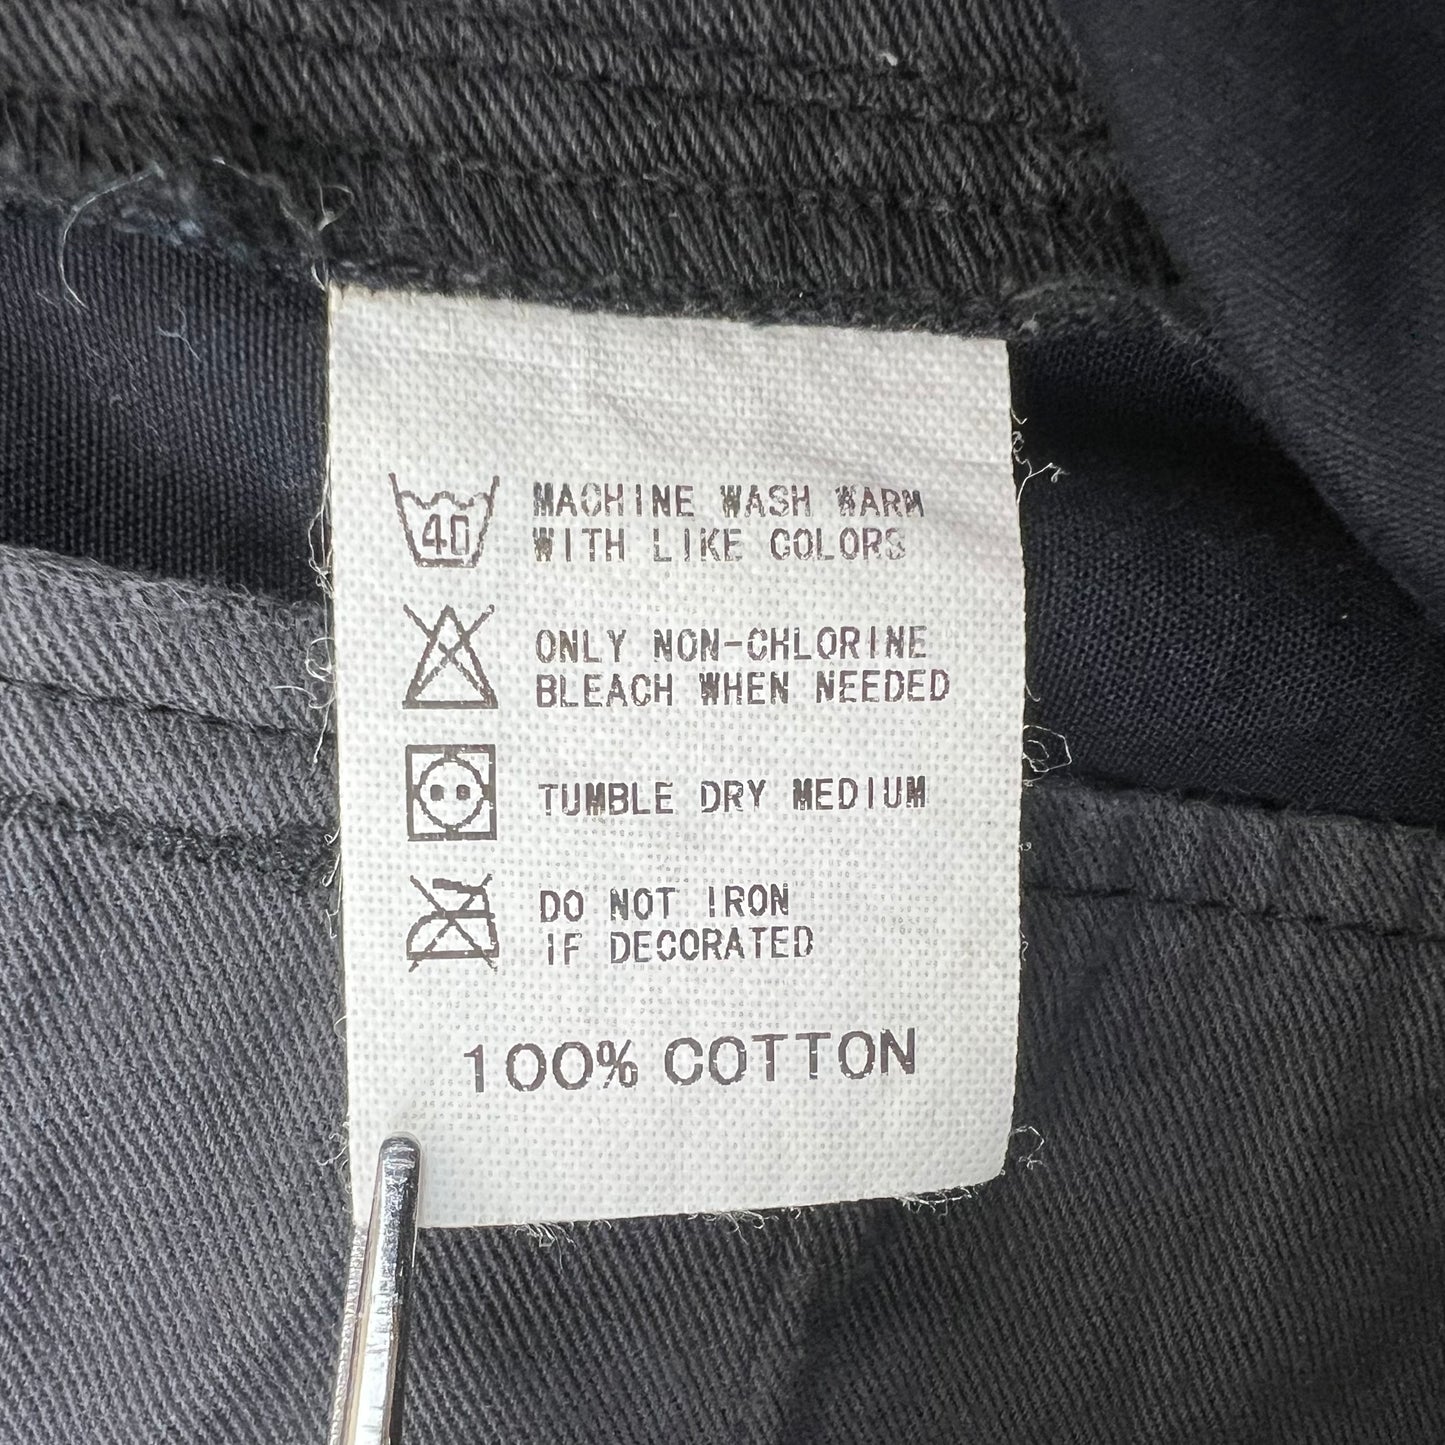 40
MACHINE WASH WARM
WITH LIKE COLORS
ONLY NON-CHLORINE
BLEACH WHEN NEEDED
TUMBLE DRY MEDIUM
DO NOT IRON
IF DECORATED
100% COTTON